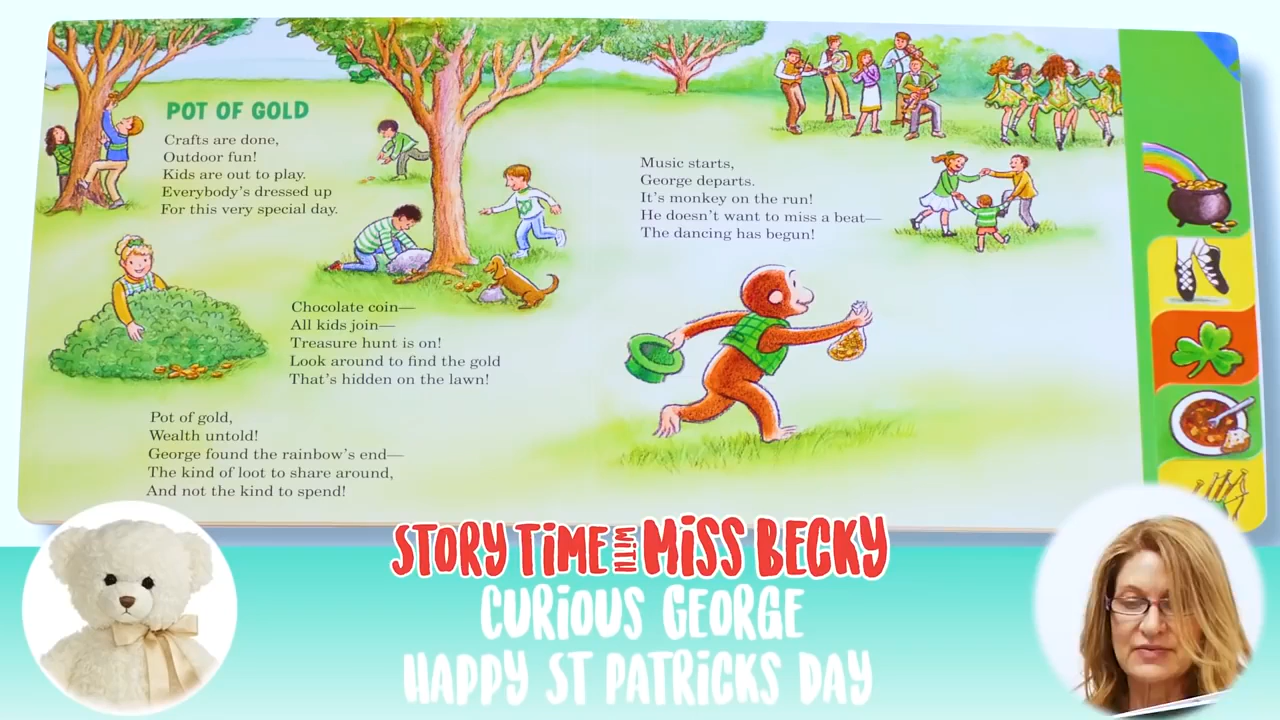 POT OF GOLD
Crafts are done,
Outdoor fun!
Kids are out to play.
Everybody's dressed up
For this very special day.
Chocolate coin—
All kids join—
Treasure hunt is on!
Look around to find the gold
That's hidden on the lawn!
Pot of gold,
Wealth untold!
George found the rainbow's end—
The kind of loot to share around,
And not the kind to spend!
Music starts,
George departs.
It's monkey on the run!
He doesn't want to miss a beat—
The dancing has begun!
STORY TIME WITH MISS BECKY
CURIOUS GEORGE
HAPPY ST PATRICKS DAY